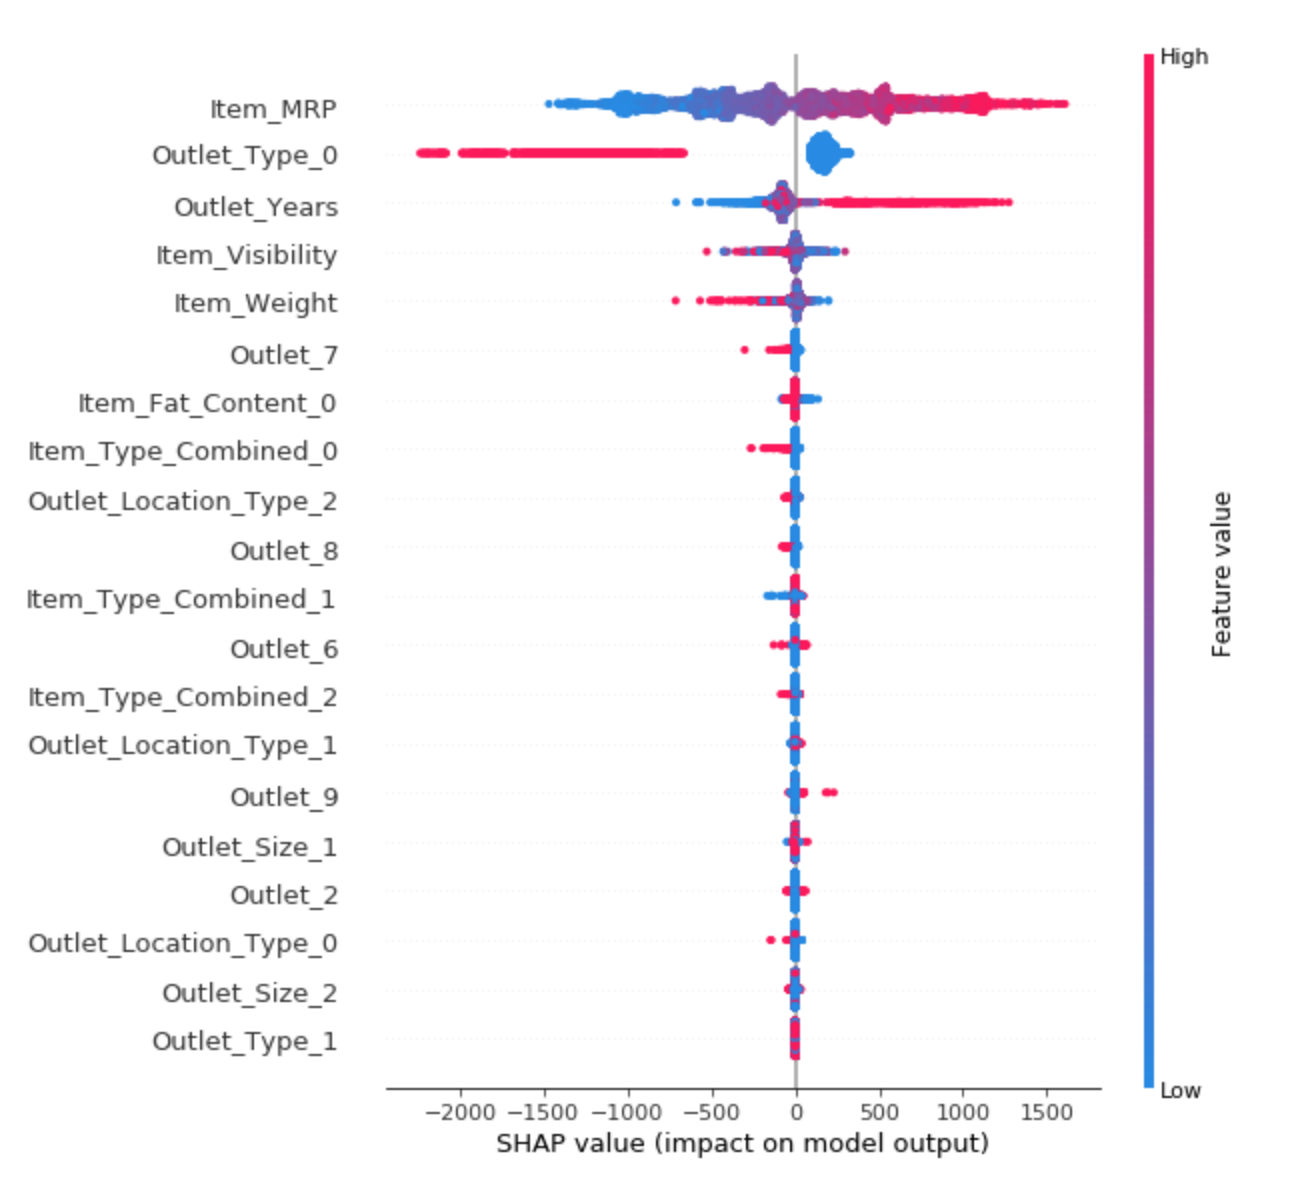 High
Item_MRP
Outlet_Type_0
Outlet_Years
Item_Visibility
Item_Weight
Outlet_7
Item_Fat_Content_0
Item_Type_Combined_0
Outlet_Location_Type_2
Outlet_8
Item_Type_Combined_1
Outlet_6
Item_Type_Combined_2
Outlet_Location_Type_1
Outlet_9
Outlet_Size_1
Outlet_2
Outlet_Location_Type_0
Outlet_Size_2
Outlet_Type_1
Feature value
Low
−2000 −1500 −1000 −500 0 500 1000 1500
SHAP value (impact on model output)